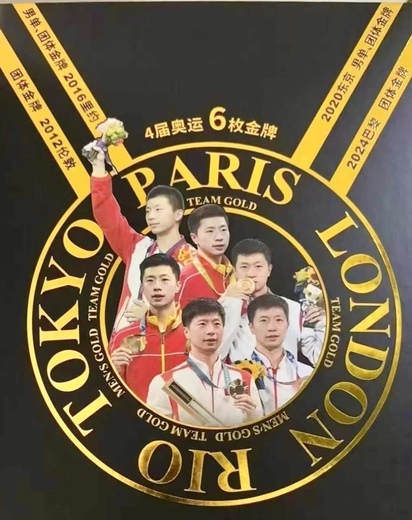 男单、团体金牌 2016里约
团体金牌 2012伦敦
2020东京 男单、团体金牌
2024巴黎 团体金牌
4届奥运6枚金牌
PARIS
TEAM GOLD
LONDON
TEAM GOLD
RIO
MEN'S GOLD TEAM GOLD
TOKYO
MEN'S GOLD TEAM GOLD